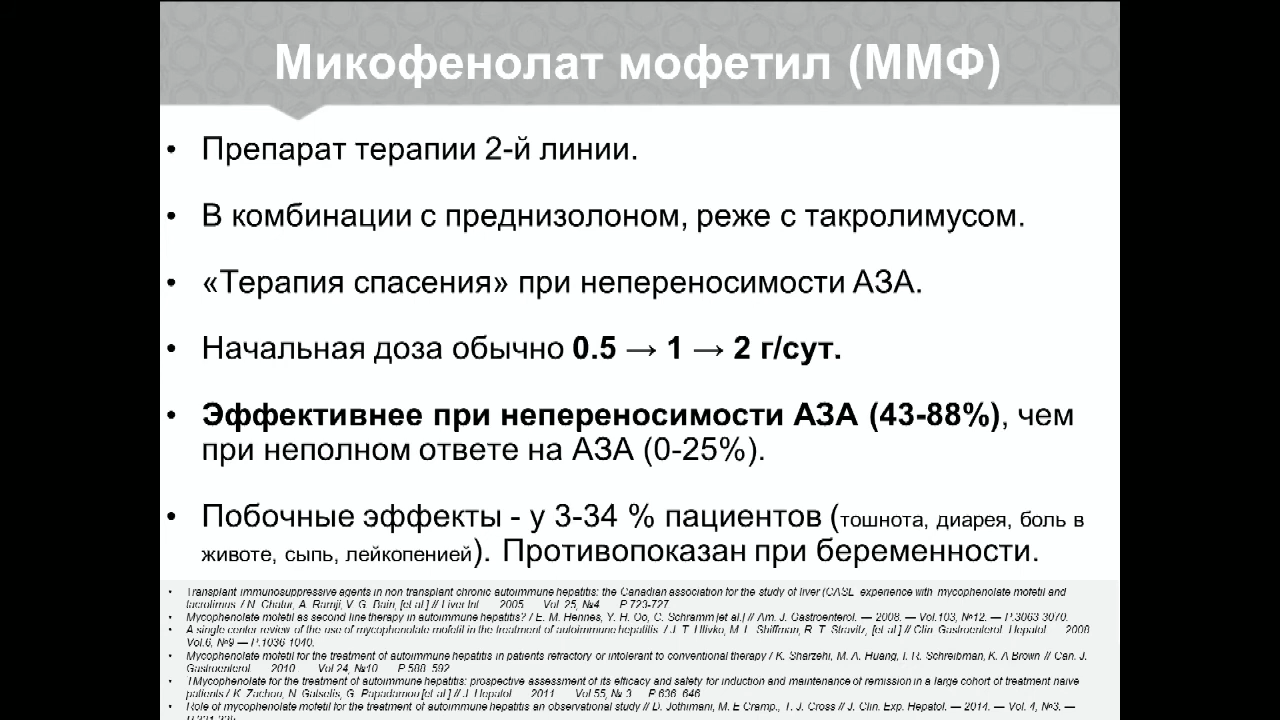 Микофенолат мофетил (ММФ)
• Препарат терапии 2-й линии.
• В комбинации с преднизолоном, реже с такролимусом.
• «Терапия спасения» при непереносимости АЗА.
• Начальная доза обычно 0.5 → 1 → 2 г/сут.
• Эффективнее при непереносимости АЗА (43-88%), чем
при неполном ответе на АЗА (0-25%).
• Побочные эффекты - у 3-34 % пациентов (тошнота, диарея, боль в
животе, сыпь, лейкопенией). Противопоказан при беременности.
• Transplant immunosuppressive agents in non transplant chronic autoimmune hepatitis: the Canadian association for the study of liver (CASL experience with mycophenolate mofetil and
tacrolimus / N. Chatur, A. Ramji, V. G. Bain, [et al.] // Liver Int 2005 Vol. 25, №4 P 723-727
• Mycophenolate mofetil as second line therapy in autoimmune hepatitis? / E. M. Hennes, Y. H. Oo, C. Schramm [et al.] // Am. J. Gastroenterol. — 2008. — Vol.103, №12. — P.3063 3070.
• A single center review of the use of mycophenolate mofetil in the treatment of autoimmune hepatitis / J. T. Hlivko, M. L. Shiffman, R. T. Stravitz, [et al.] // Clin Gastroenterol. Hepatol 2008
Vol.6, №9 — P.1036 1040.
• Mycophenolate mofetil for the treatment of autoimmune hepatitis in patients refractory or intolerant to conventional therapy / K. Sharzehi, M. A. Huang, I. R. Schreibman, K. A Brown // Can. J.
Gastroenterol. 2010 Vol 24, №10 P 588 592
• Mycophenolate for the treatment of autoimmune hepatitis: prospective assessment of its efficacy and safety for induction and maintenance of remission in a large cohort of treatment naive
patients / K. Zachou, N. Gatselis, G. Papadamou [et al.] // J. Hepatol 2011 Vol 55, № 3 P 636 646
• Role of mycophenolate mofetil for the treatment of autoimmune hepatitis an observational study // D. Jothimani, M. E Cramp, T. J. Cross // J. Clin. Exp. Hepatol. — 2014. — Vol. 4, №3. —